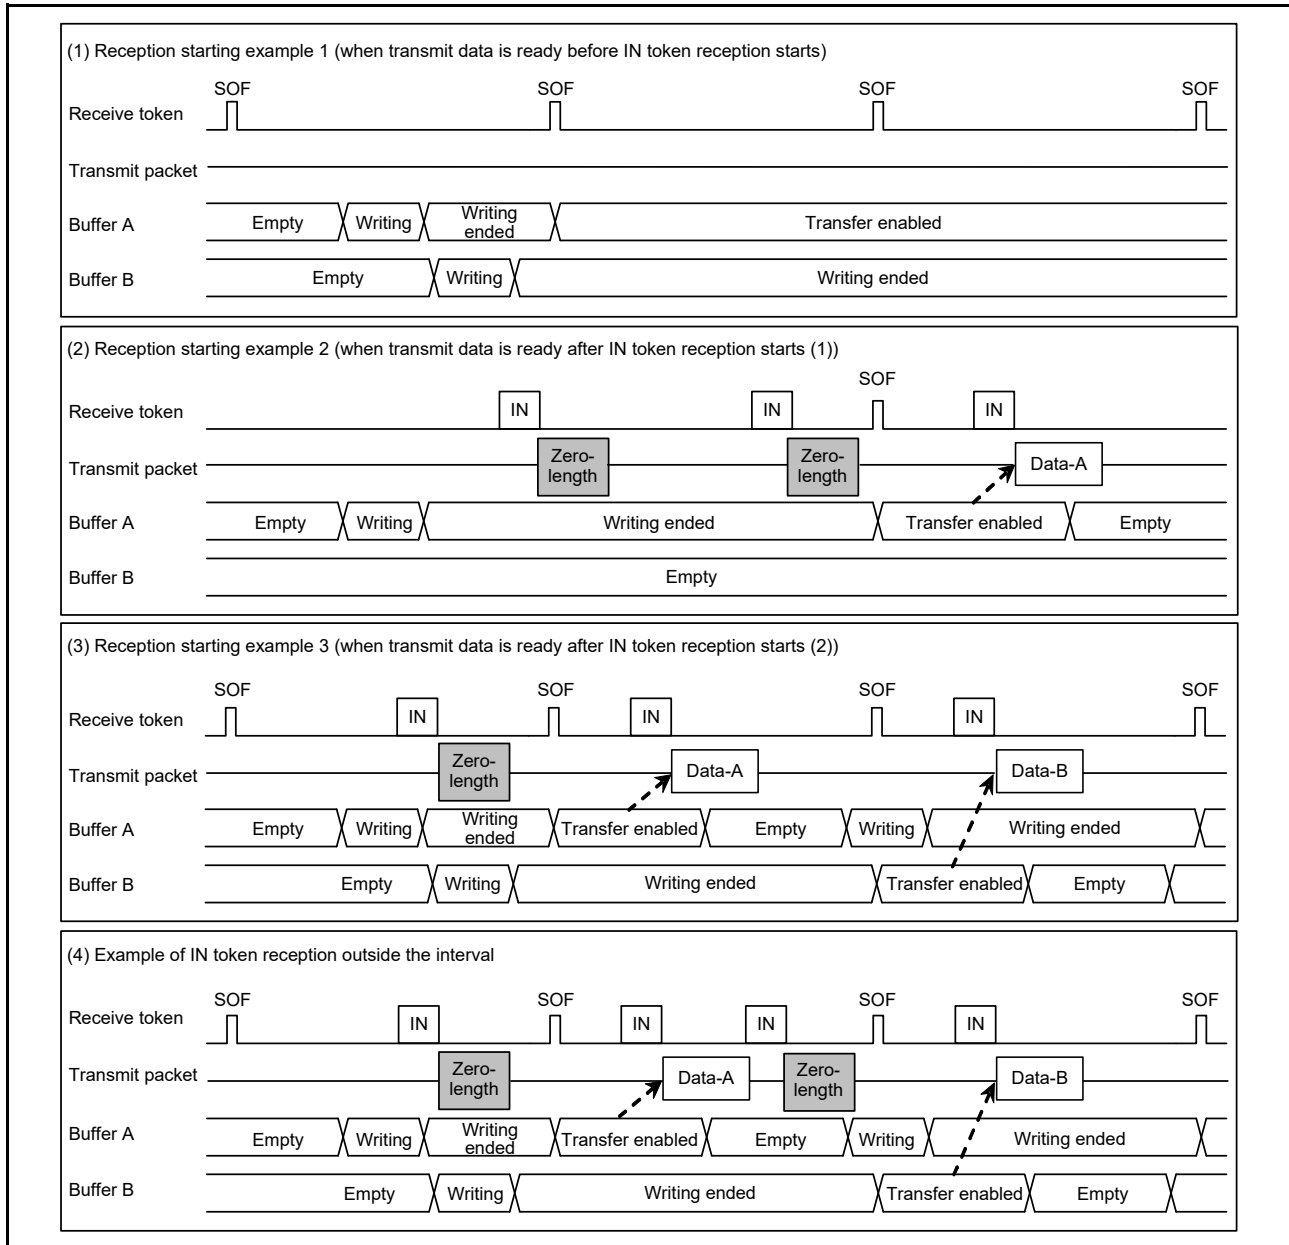 (1) Reception starting example 1 (when transmit data is ready before IN token reception starts)
SOF SOF SOF SOF
Receive token
Transmit packet
Buffer A Empty Writing Writing ended Transfer enabled
Buffer B Empty Writing Writing ended
(2) Reception starting example 2 (when transmit data is ready after IN token reception starts (1))
SOF
Receive token IN IN IN
Transmit packet Zero-length Zero-length Data-A
Buffer A Empty Writing Writing ended Transfer enabled Empty
Buffer B Empty
(3) Reception starting example 3 (when transmit data is ready after IN token reception starts (2))
SOF SOF SOF SOF
Receive token IN IN IN
Transmit packet Zero-length Data-A Data-B
Buffer A Empty Writing Writing ended Transfer enabled Empty Writing Writing ended
Buffer B Empty Writing Writing ended Transfer enabled Empty
(4) Example of IN token reception outside the interval
SOF SOF SOF SOF
Receive token IN IN IN IN
Transmit packet Zero-length Data-A Zero-length Data-B
Buffer A Empty Writing Writing ended Transfer enabled Empty Writing Writing ended
Buffer B Empty Writing Writing ended Transfer enabled Empty